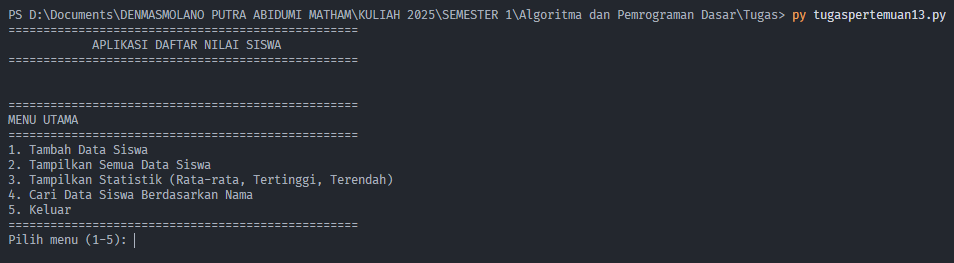 PS D:\Documents\DENMASMOLANO PUTRA ABIDUMI MATHAM\KULIAH 2025\SEMESTER 1\Algoritma dan Pemrograman Dasar\Tugas> py tugaspertemuan13.py
==================================================
APLIKASI DAFTAR NILAI SISWA
==================================================
==================================================
MENU UTAMA
==================================================
1. Tambah Data Siswa
2. Tampilkan Semua Data Siswa
3. Tampilkan Statistik (Rata-rata, Tertinggi, Terendah)
4. Cari Data Siswa Berdasarkan Nama
5. Keluar
==================================================
Pilih menu (1-5):